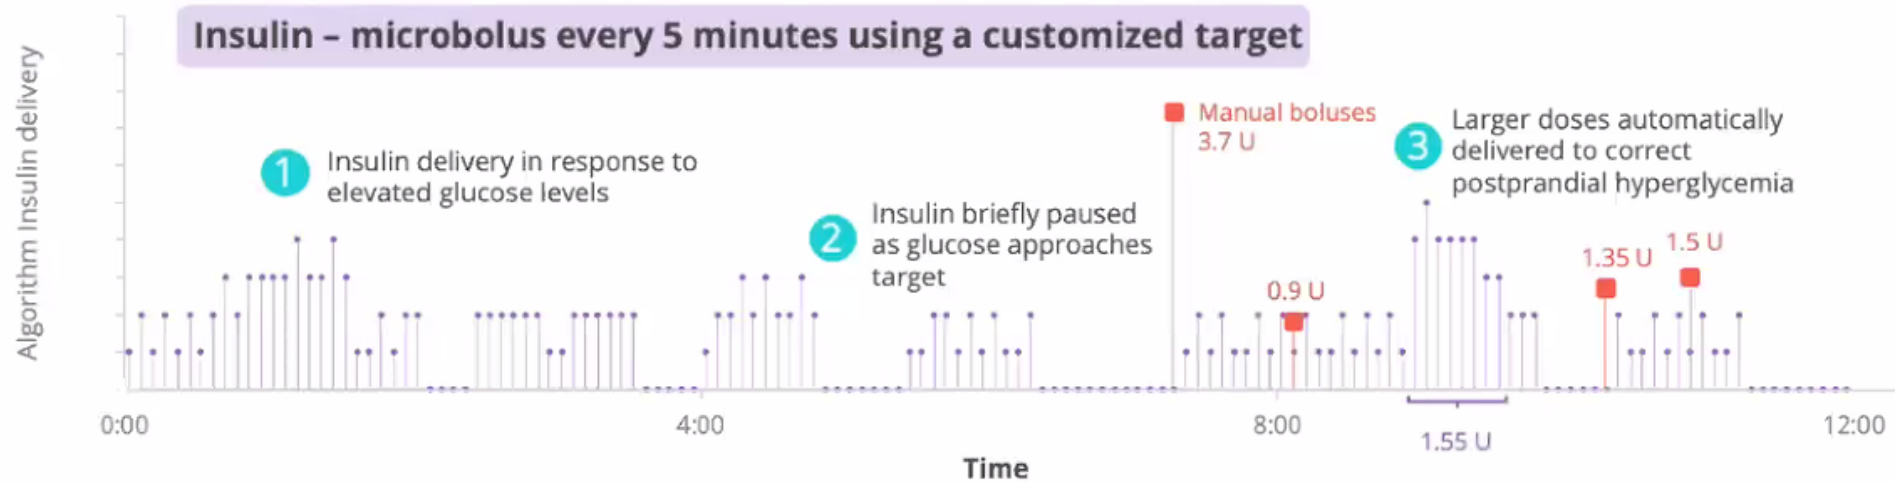 Insulin – microbolus every 5 minutes using a customized target
Algorithm Insulin delivery
1
Insulin delivery in response to
elevated glucose levels
2
Insulin briefly paused
as glucose approaches
target
Manual boluses
3.7 U
3
Larger doses automatically
delivered to correct
postprandial hyperglycemia
0.9 U
1.35 U
1.5 U
0:00
4:00
8:00
12:00
1.55 U
Time